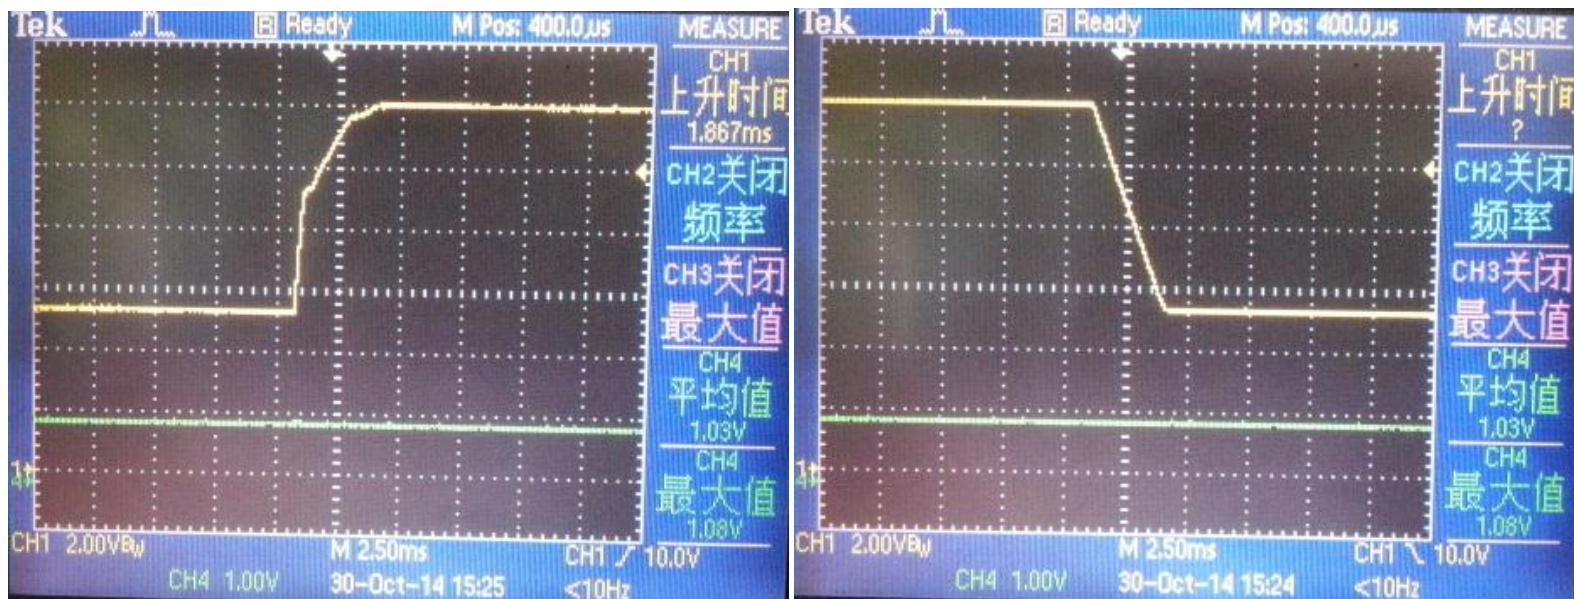 Tek
R Ready
M Pos: 400.0µs
MEASURE
CH1
上升时间
1.867ms
CH2关闭
频率
CH3关闭
最大值
CH4
平均值
1.03V
CH4
最大值
1.08V
CH1 2.00VBW
M 2.50ms
CH1 10.0V
CH4 1.00V
30-Oct-14 15:25
<10Hz
Tek
R Ready
M Pos: 400.0µs
MEASURE
CH1
上升时间
?
CH2关闭
频率
CH3关闭
最大值
CH4
平均值
1.03V
CH4
最大值
1.08V
CH1 2.00VBW
M 2.50ms
CH1 10.0V
CH4 1.00V
30-Oct-14 15:24
<10Hz